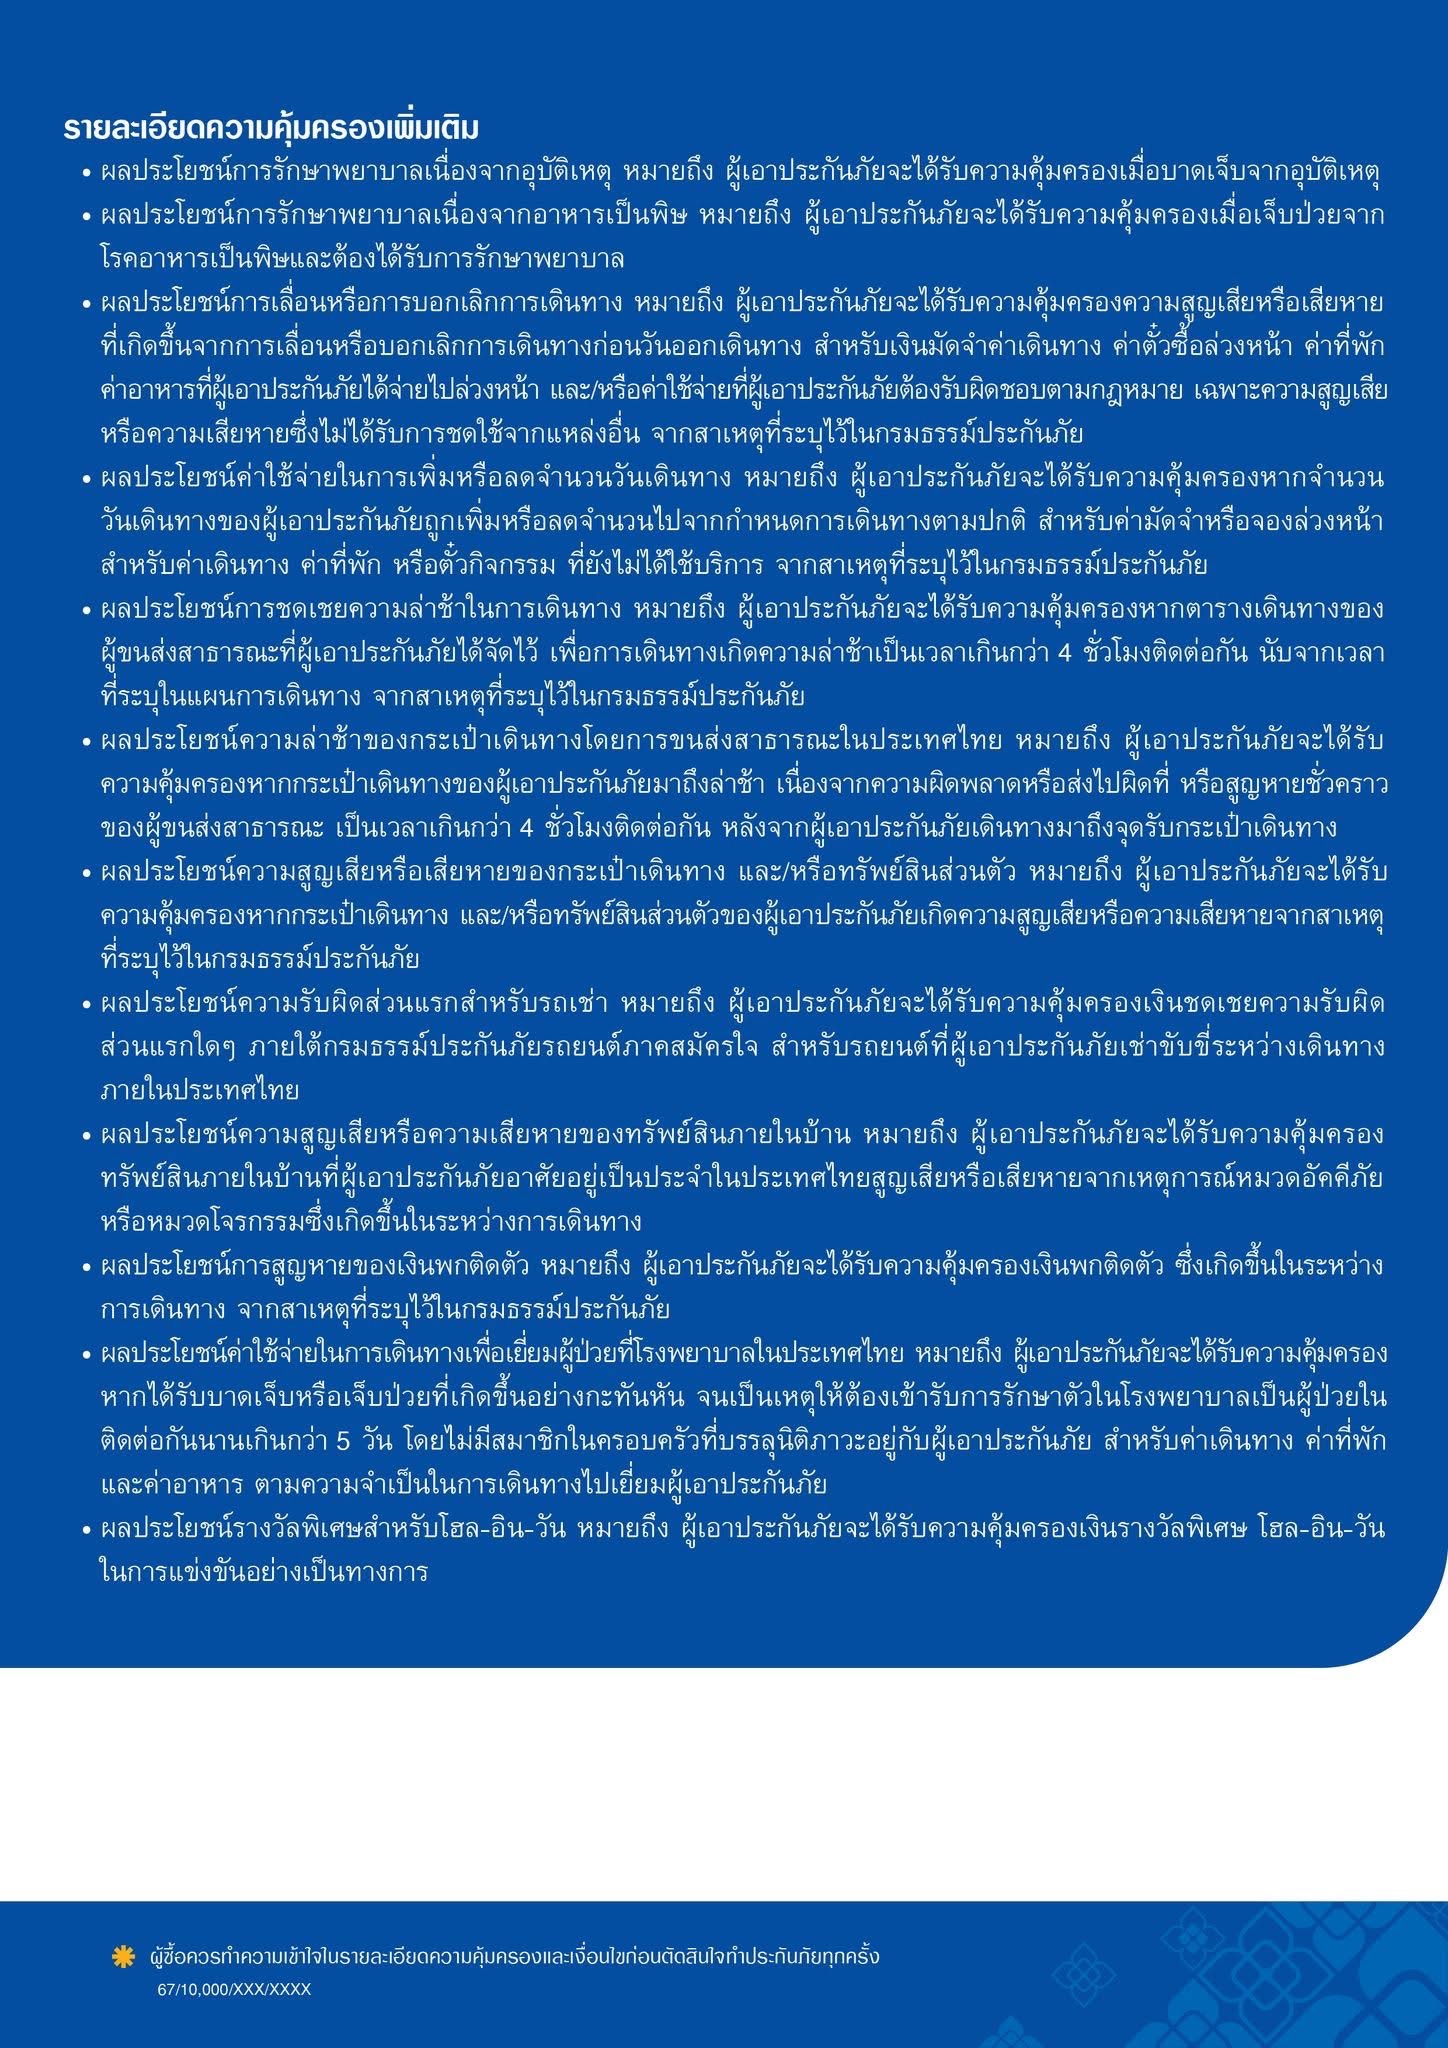 รายละเอียดความคุ้มครองเพิ่มเติม
• ผลประโยชน์การรักษาพยาบาลเนื่องจากอุบัติเหตุ หมายถึง ผู้เอาประกันภัยจะได้รับความคุ้มครองเมื่อบาดเจ็บจากอุบัติเหตุ
• ผลประโยชน์การรักษาพยาบาลเนื่องจากอาหารเป็นพิษ หมายถึง ผู้เอาประกันภัยจะได้รับความคุ้มครองเมื่อเจ็บป่วยจาก
โรคอาหารเป็นพิษและต้องได้รับการรักษาพยาบาล
• ผลประโยชน์การเลื่อนหรือการบอกเลิกการเดินทาง หมายถึง ผู้เอาประกันภัยจะได้รับความคุ้มครองความสูญเสียหรือเสียหาย
ที่เกิดขึ้นจากการเลื่อนหรือบอกเลิกการเดินทางก่อนวันออกเดินทาง สำหรับเงินมัดจำค่าเดินทาง ค่าตั๋วซื้อล่วงหน้า ค่าที่พัก
ค่าอาหารที่ผู้เอาประกันภัยได้จ่ายไปล่วงหน้า และ/หรือค่าใช้จ่ายที่ผู้เอาประกันภัยต้องรับผิดชอบตามกฎหมาย เฉพาะความสูญเสีย
หรือความเสียหายซึ่งไม่ได้รับการชดใช้จากแหล่งอื่น จากสาเหตุที่ระบุไว้ในกรมธรรม์ประกันภัย
• ผลประโยชน์ค่าใช้จ่ายในการเพิ่มหรือลดจำนวนวันเดินทาง หมายถึง ผู้เอาประกันภัยจะได้รับความคุ้มครองหากจำนวน
วันเดินทางของผู้เอาประกันภัยถูกเพิ่มหรือลดจำนวนไปจากกำหนดการเดินทางตามปกติ สำหรับค่ามัดจำหรือจองล่วงหน้า
สำหรับค่าเดินทาง ค่าที่พัก หรือตั๋วกิจกรรม ที่ยังไม่ได้ใช้บริการ จากสาเหตุที่ระบุไว้ในกรมธรรม์ประกันภัย
• ผลประโยชน์การชดเชยความล่าช้าในการเดินทาง หมายถึง ผู้เอาประกันภัยจะได้รับความคุ้มครองหากตารางเดินทางของ
ผู้ขนส่งสาธารณะที่ผู้เอาประกันภัยได้จัดไว้ เพื่อการเดินทางเกิดความล่าช้าเป็นเวลาเกินกว่า 4 ชั่วโมงติดต่อกัน นับจากเวลา
ที่ระบุในแผนการเดินทาง จากสาเหตุที่ระบุไว้ในกรมธรรม์ประกันภัย
• ผลประโยชน์ความล่าช้าของกระเป๋าเดินทางโดยการขนส่งสาธารณะในประเทศไทย หมายถึง ผู้เอาประกันภัยจะได้รับ
ความคุ้มครองหากกระเป๋าเดินทางของผู้เอาประกันภัยมาถึงล่าช้า เนื่องจากความผิดพลาดหรือส่งไปผิดที่ หรือสูญหายชั่วคราว
ของผู้ขนส่งสาธารณะ เป็นเวลาเกินกว่า 4 ชั่วโมงติดต่อกัน หลังจากผู้เอาประกันภัยเดินทางมาถึงจุดรับกระเป๋าเดินทาง
• ผลประโยชน์ความสูญเสียหรือเสียหายของกระเป๋าเดินทาง และ/หรือทรัพย์สินส่วนตัว หมายถึง ผู้เอาประกันภัยจะได้รับ
ความคุ้มครองหากกระเป๋าเดินทาง และ/หรือทรัพย์สินส่วนตัวของผู้เอาประกันภัยเกิดความสูญเสียหรือความเสียหายจากสาเหตุ
ที่ระบุไว้ในกรมธรรม์ประกันภัย
• ผลประโยชน์ความรับผิดส่วนแรกสำหรับรถเช่า หมายถึง ผู้เอาประกันภัยจะได้รับความคุ้มครองเงินชดเชยความรับผิด
ส่วนแรกใดๆ ภายใต้กรมธรรม์ประกันภัยรถยนต์ภาคสมัครใจ สำหรับรถยนต์ที่ผู้เอาประกันภัยเช่าขับขี่ระหว่างเดินทาง
ภายในประเทศไทย
• ผลประโยชน์ความสูญเสียหรือความเสียหายของทรัพย์สินภายในบ้าน หมายถึง ผู้เอาประกันภัยจะได้รับความคุ้มครอง
ทรัพย์สินภายในบ้านที่ผู้เอาประกันภัยอาศัยอยู่เป็นประจำในประเทศไทยสูญเสียหรือเสียหายจากเหตุการณ์หมวดอัคคีภัย
หรือหมวดโจรกรรมซึ่งเกิดขึ้นในระหว่างการเดินทาง
• ผลประโยชน์การสูญหายของเงินพกติดตัว หมายถึง ผู้เอาประกันภัยจะได้รับความคุ้มครองเงินพกติดตัว ซึ่งเกิดขึ้นในระหว่าง
การเดินทาง จากสาเหตุที่ระบุไว้ในกรมธรรม์ประกันภัย
• ผลประโยชน์ค่าใช้จ่ายในการเดินทางเพื่อเยี่ยมผู้ป่วยที่โรงพยาบาลในประเทศไทย หมายถึง ผู้เอาประกันภัยจะได้รับความคุ้มครอง
หากได้รับบาดเจ็บหรือเจ็บป่วยที่เกิดขึ้นอย่างกะทันหัน จนเป็นเหตุให้ต้องเข้ารับการรักษาตัวในโรงพยาบาลเป็นผู้ป่วยใน
ติดต่อกันนานเกินกว่า 5 วัน โดยไม่มีสมาชิกในครอบครัวที่บรรลุนิติภาวะอยู่กับผู้เอาประกันภัย สำหรับค่าเดินทาง ค่าที่พัก
และค่าอาหาร ตามความจำเป็นในการเดินทางไปเยี่ยมผู้เอาประกันภัย
• ผลประโยชน์รางวัลพิเศษสำหรับโฮล-อิน-วัน หมายถึง ผู้เอาประกันภัยจะได้รับความคุ้มครองเงินรางวัลพิเศษ โฮล-อิน-วัน
ในการแข่งขันอย่างเป็นทางการ
ผู้ซื้อควรทำความเข้าใจในรายละเอียดความคุ้มครองและเงื่อนไขก่อนตัดสินใจทำประกันภัยทุกครั้ง
67/10,000/XXX/XXXX